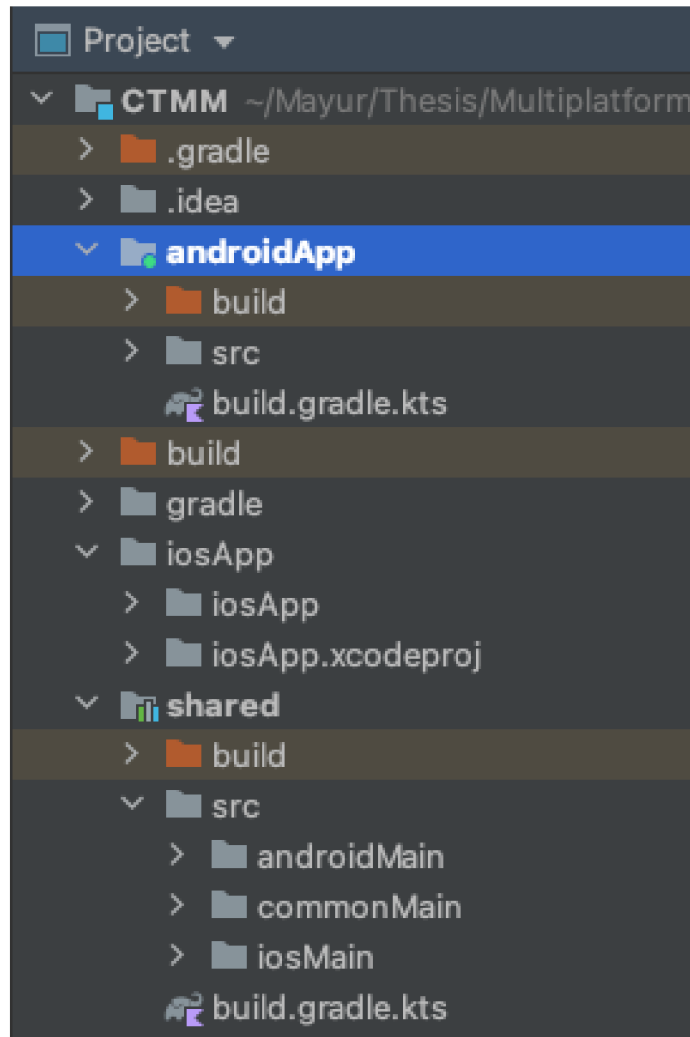 Project
CTMM ~/Mayur/Thesis/Multiplatform
.gradle
.idea
androidApp
build
src
build.gradle.kts
build
gradle
iosApp
iosApp
iosApp.xcodeproj
shared
build
src
androidMain
commonMain
iosMain
build.gradle.kts